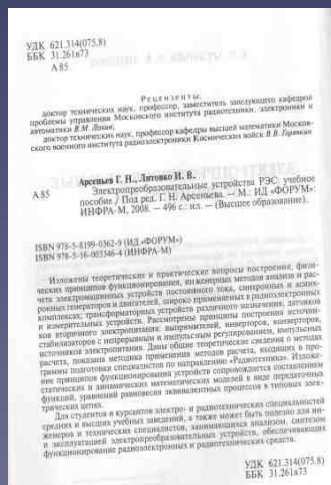 УДК 621.314(075.8)
ББК 31.261я73
А 85
Рецензенты:
доктор технических наук, профессор, заместитель заведующего кафедрой
проблемы управления Московского института радиотехники, электроники и
автоматики В.М. Лохин;
доктор технических наук, профессор кафедры высшей математики Москов-
ского военного института радиоэлектроники Космических войск В.В. Горячкин
Арсеньев Г. Н., Литовко И. В.
А 85
Электропреобразовательные устройства РЭС: учебное
пособие / Под ред. Г. Н. Арсеньева. — М.: ИД «ФОРУМ»:
ИНФРА-М, 2008. — 496 с.: ил. — (Высшее образование).
ISBN 978-5-8199-0362-9 (ИД «ФОРУМ»)
ISBN 978-5-16-003346-4 (ИНФРА-М)
Изложены теоретические и практические вопросы построения, физи-
ческих принципов функционирования, инженерных методов анализа и рас-
чета электромашинных устройств постоянного тока, синхронных и асинх-
ронных генераторов и двигателей, широко применяемых в радиоэлектронных
комплексах; трансформаторных устройств различного назначения; датчиков
и измерительных устройств. Рассмотрены принципы построения источни-
ков вторичного электропитания: выпрямителей, инверторов, конверторов,
стабилизаторов с непрерывным и импульсным регулированием, импульсных
источников электропитания. Даны общие теоретические сведения о методах
расчета, показана методика применения методов расчета, входящих в про-
граммы подготовки специалистов по направлению «Радиотехника». Изложе-
ние принципов функционирования устройств сопровождается составлением
статических и динамических математических моделей в виде передаточных
функций, уравнений равновесия эквивалентных процессов в типовых элек-
трических цепях.
Для студентов и курсантов электро- и радиотехнических специальностей
средних и высших учебных заведений, а также может быть полезно для ин-
женеров и технических специалистов, занимающихся анализом, синтезом
и эксплуатацией электропреобразовательных устройств, обеспечивающих
функционирование радиоэлектронных и радиотехнических средств.
УДК 621.314(075.8)
ББК 31.261я73